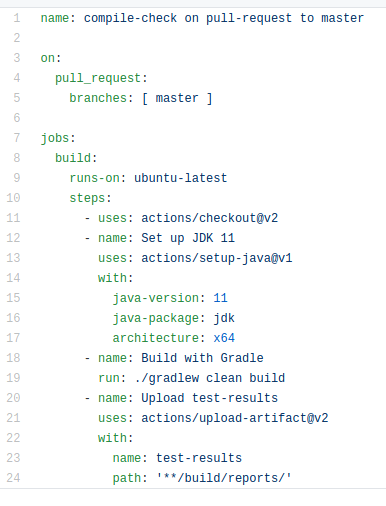 1 name: compile-check on pull-request to master
2
3 on:
4   pull_request:
5     branches: [ master ]
6
7 jobs:
8   build:
9     runs-on: ubuntu-latest
10     steps:
11       - uses: actions/checkout@v2
12       - name: Set up JDK 11
13         uses: actions/setup-java@v1
14         with:
15           java-version: 11
16           java-package: jdk
17           architecture: x64
18       - name: Build with Gradle
19         run: ./gradlew clean build
20       - name: Upload test-results
21         uses: actions/upload-artifact@v2
22         with:
23           name: test-results
24           path: '**/build/reports/'